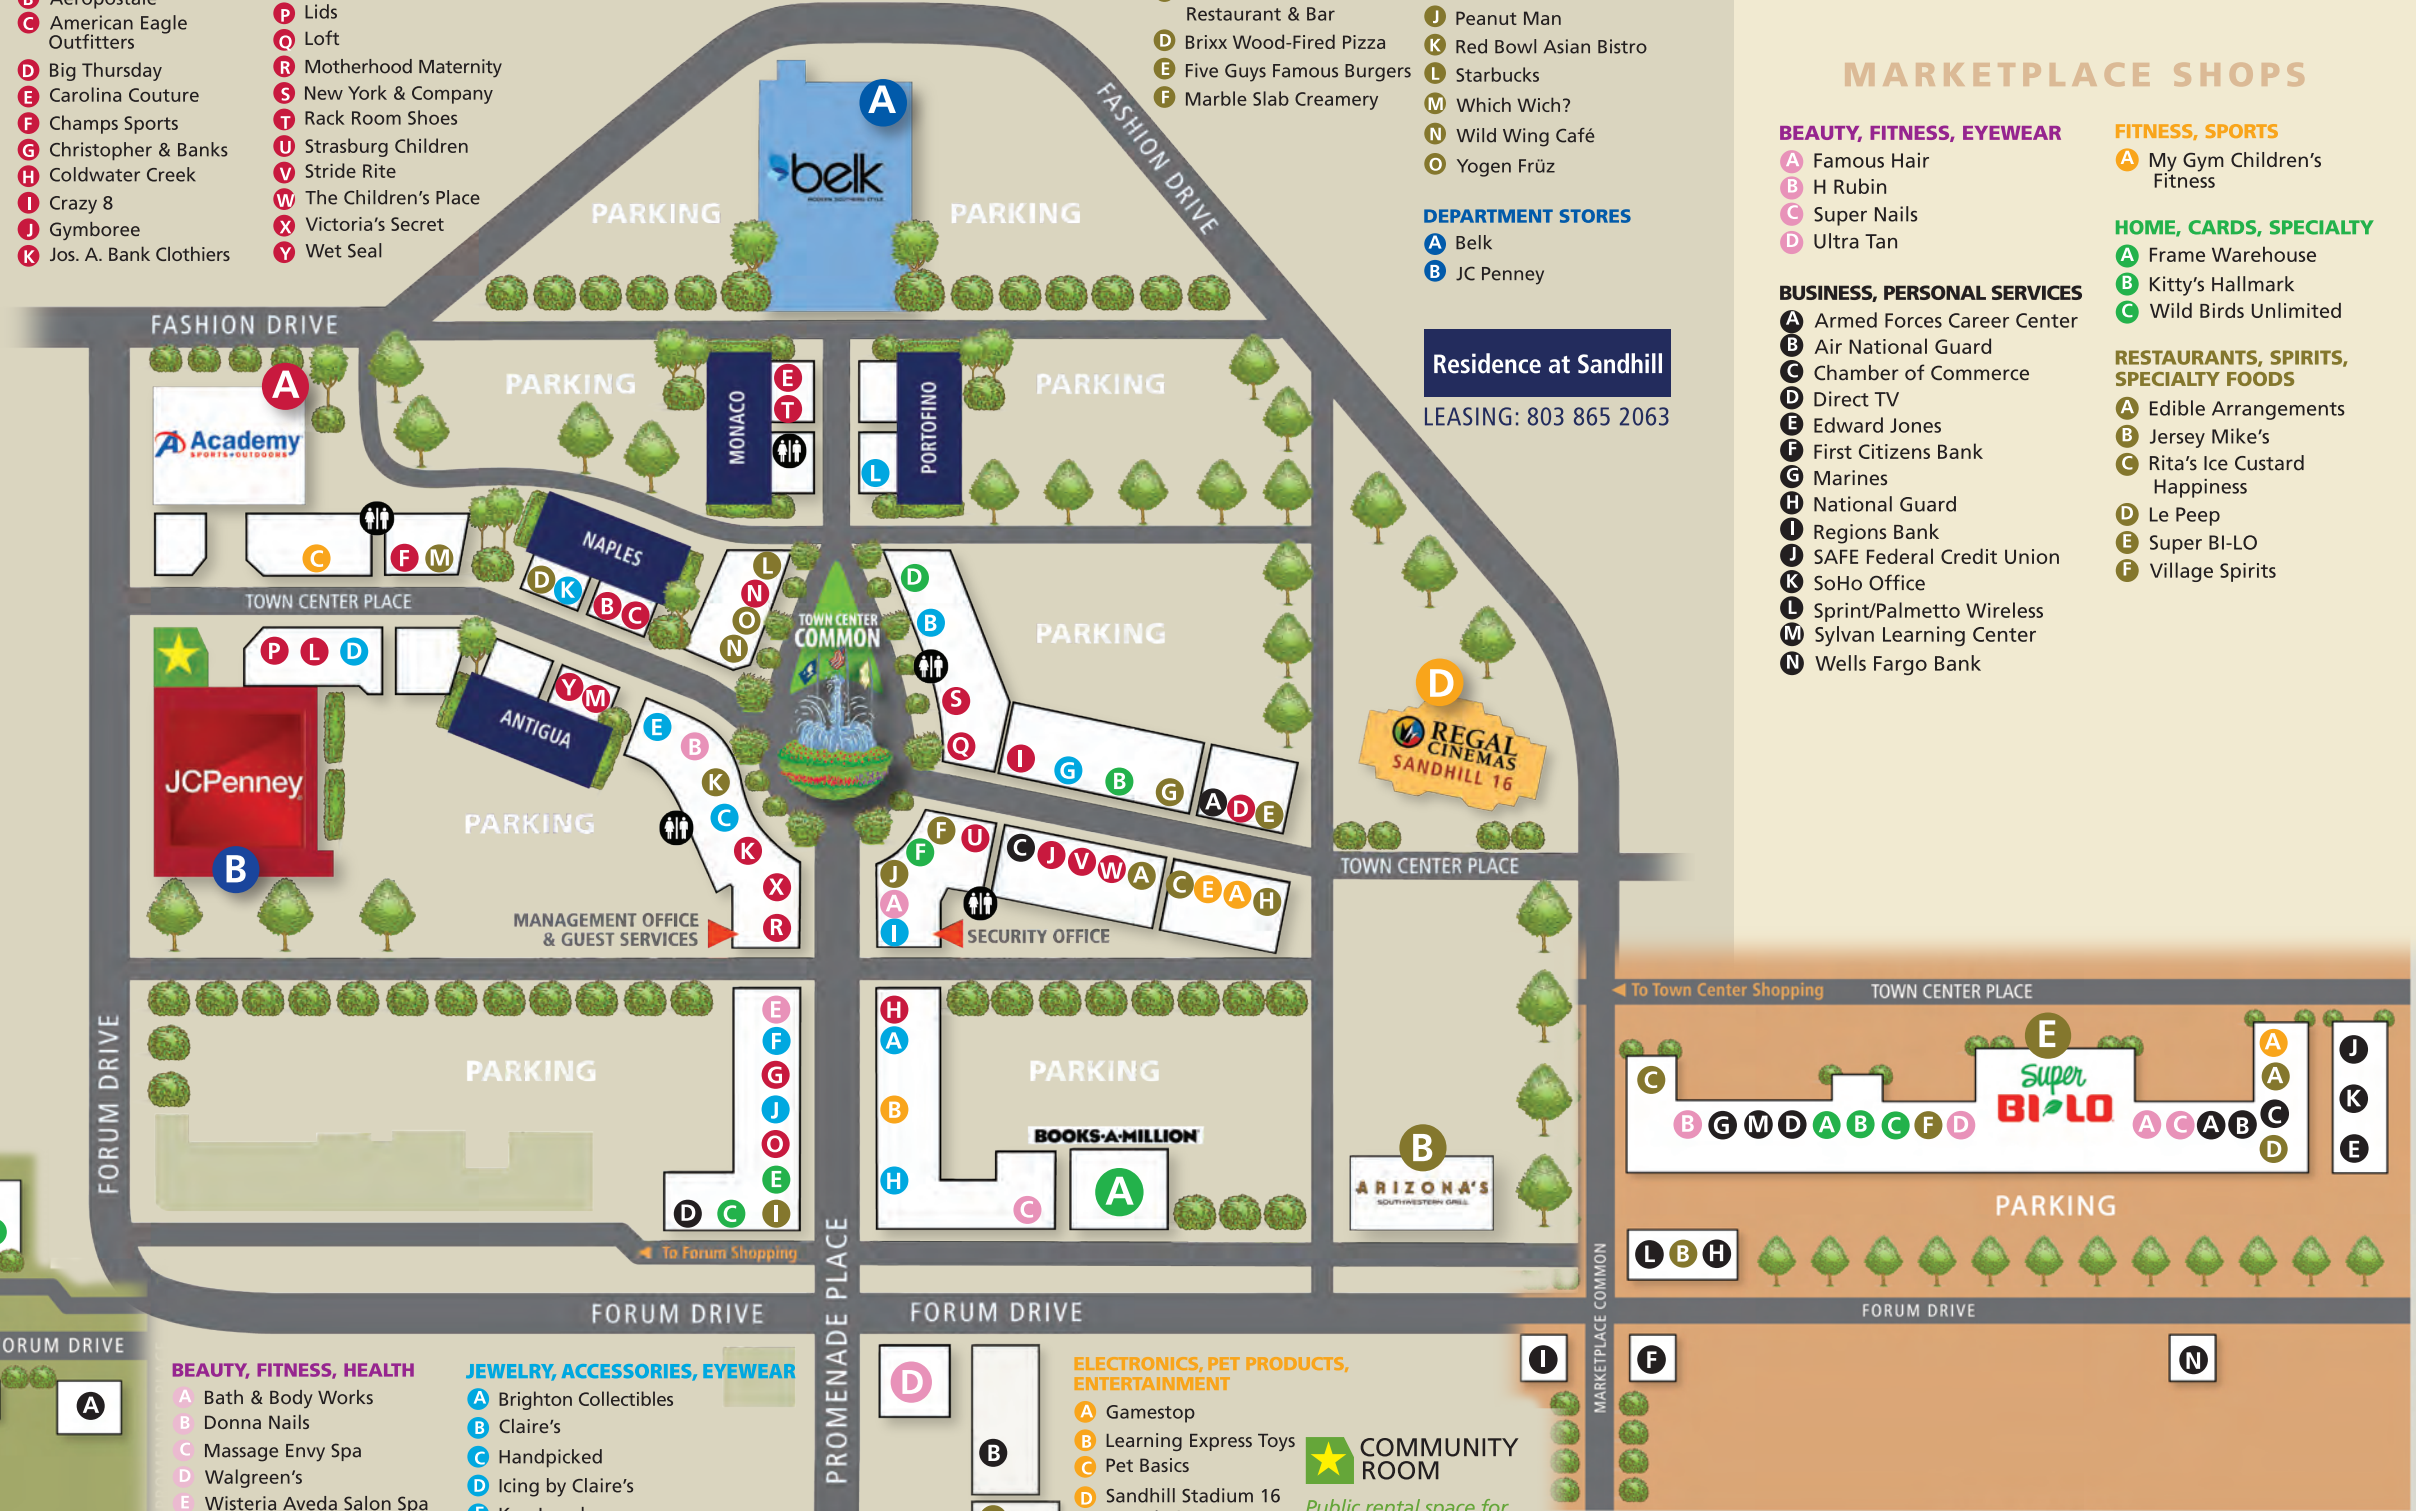 C American Eagle
Outfitters
D Big Thursday
E Carolina Couture
F Champs Sports
G Christopher & Banks
H Coldwater Creek
I Crazy 8
J Gymboree
K Jos. A. Bank Clothiers
P Lids
Q Loft
R Motherhood Maternity
S New York & Company
T Rack Room Shoes
U Strasburg Children
V Stride Rite
W The Children's Place
X Victoria's Secret
Y Wet Seal
Restaurant & Bar
D Brixx Wood-Fired Pizza
E Five Guys Famous Burgers
F Marble Slab Creamery
J Peanut Man
K Red Bowl Asian Bistro
L Starbucks
M Which Wich?
N Wild Wing Café
O Yogen Früz
DEPARTMENT STORES
A Belk
B JC Penney
Residence at Sandhill
LEASING: 803 865 2063
MARKETPLACE SHOPS
BEAUTY, FITNESS, EYEWEAR
A Famous Hair
B H Rubin
C Super Nails
D Ultra Tan
BUSINESS, PERSONAL SERVICES
A Armed Forces Career Center
B Air National Guard
C Chamber of Commerce
D Direct TV
E Edward Jones
F First Citizens Bank
G Marines
H National Guard
I Regions Bank
J SAFE Federal Credit Union
K SoHo Office
L Sprint/Palmetto Wireless
M Sylvan Learning Center
N Wells Fargo Bank
FITNESS, SPORTS
A My Gym Children's
Fitness
HOME, CARDS, SPECIALTY
A Frame Warehouse
B Kitty's Hallmark
C Wild Birds Unlimited
RESTAURANTS, SPIRITS,
SPECIALTY FOODS
A Edible Arrangements
B Jersey Mike's
C Rita's Ice Custard
Happiness
D Le Peep
E Super BI-LO
F Village Spirits
A
belk
MODERN. SOUTHERN. STYLE.
PARKING
PARKING
FASHION DRIVE
FASHION DRIVE
A
Academy
SPORTS+OUTDOORS
PARKING
MONACO
E
T
PORTOFINO
L
PARKING
C
F M
NAPLES
D K
B C
L
N
O
N
TOWN CENTER
COMMON
D
B
S
Q
PARKING
TOWN CENTER PLACE
P L D
Y M
ANTIGUA
JCPenney
B
PARKING
E
B
K
C
K
X
R
MANAGEMENT OFFICE
& GUEST SERVICES
I G B G
A D E
F U
F
J
A
I
C J V W A
C E A H
SECURITY OFFICE
D
REGAL
CINEMAS
SANDHILL 16
TOWN CENTER PLACE
To Town Center Shopping
TOWN CENTER PLACE
FORUM DRIVE
PARKING
E
F
G
J
O
E
D C I
H
A
B
H
C
PARKING
BOOKS-A-MILLION
A
B
ARIZONA'S
SOUTHWESTERN GRILL
C
B G M D A B C F D
E
Super
BI-LO
A C A B C
A
A
D
J
K
E
PARKING
L B H
To Forum Shopping
FORUM DRIVE
FORUM DRIVE
FORUM DRIVE
PROMENADE PLACE
MARKETPLACE COMMON
I
F
N
ORUM DRIVE
A
D
B
BEAUTY, FITNESS, HEALTH
A Bath & Body Works
B Donna Nails
C Massage Envy Spa
D Walgreen's
E Wisteria Aveda Salon Spa
JEWELRY, ACCESSORIES, EYEWEAR
A Brighton Collectibles
B Claire's
C Handpicked
D Icing by Claire's
ELECTRONICS, PET PRODUCTS,
ENTERTAINMENT
A Gamestop
B Learning Express Toys
C Pet Basics
D Sandhill Stadium 16
COMMUNITY
ROOM
Public rental space for